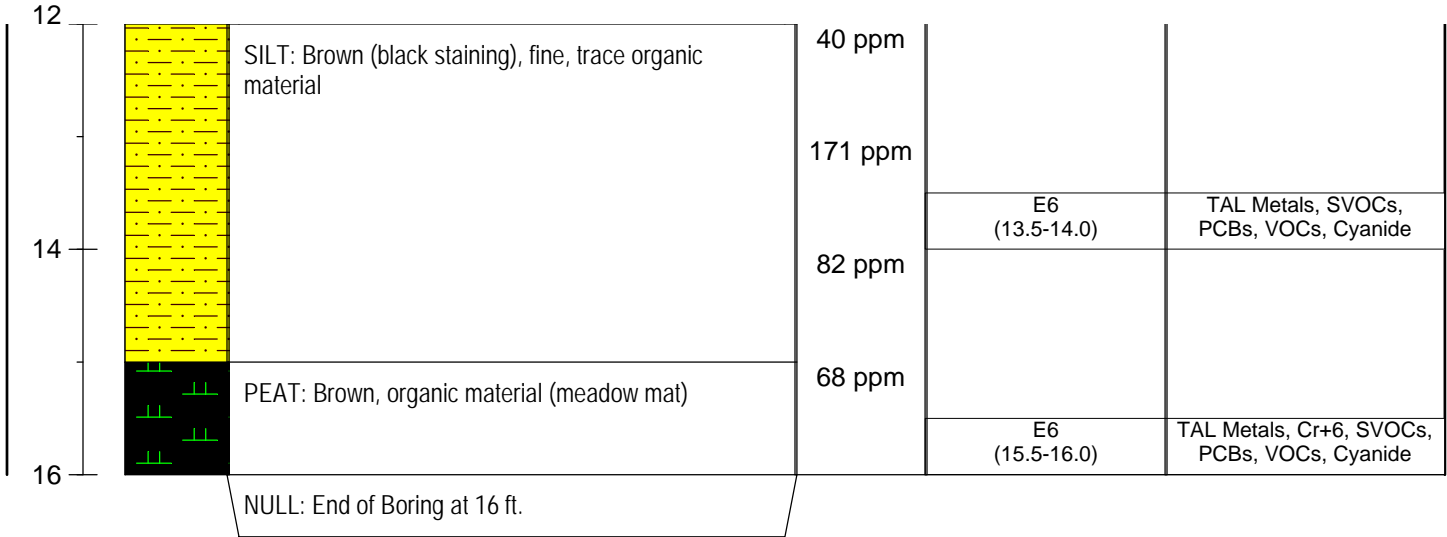 12
SILT: Brown (black staining), fine, trace organic
material
40 ppm
171 ppm
E6
(13.5-14.0)
TAL Metals, SVOCs,
PCBs, VOCs, Cyanide
14
82 ppm
PEAT: Brown, organic material (meadow mat)
68 ppm
E6
(15.5-16.0)
TAL Metals, Cr+6, SVOCs,
PCBs, VOCs, Cyanide
16
NULL: End of Boring at 16 ft.